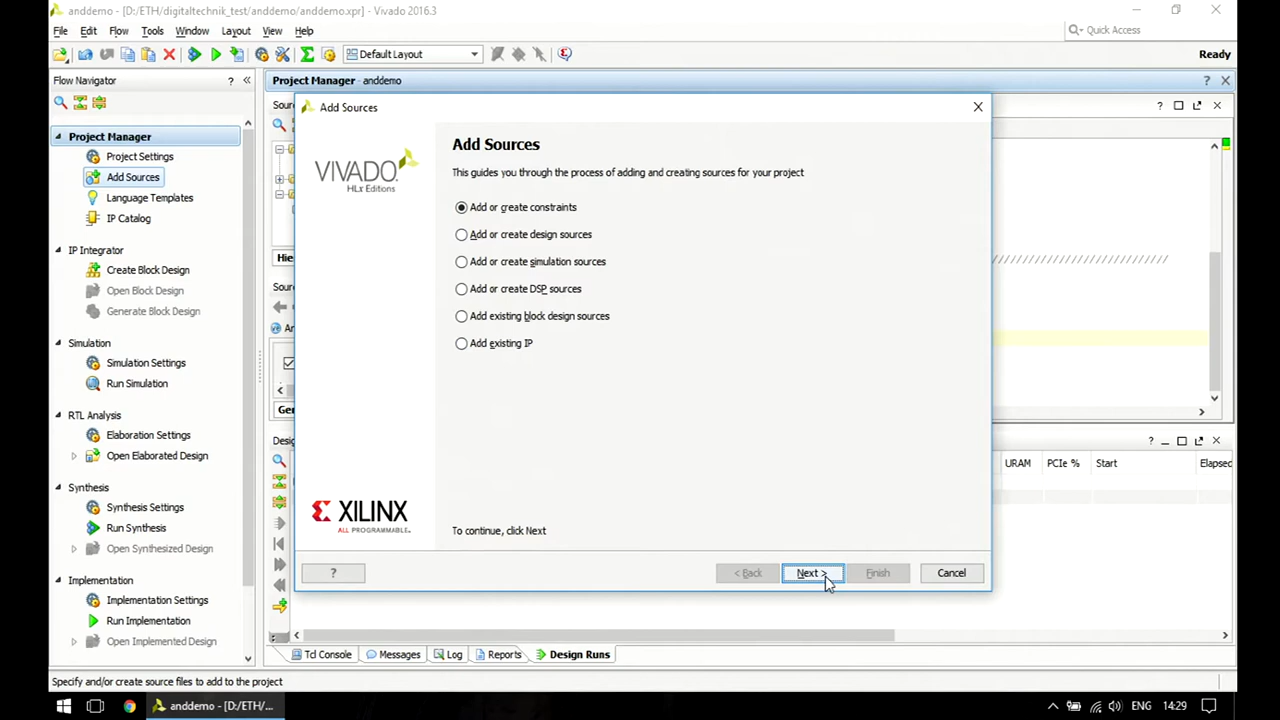 anddemo - [D:/ETH/digitaltechnik_test/anddemo/anddemo.xpr] - Vivado 2016.3
File Edit Flow Tools Window Layout View Help
Quick Access
Default Layout
Ready
Flow Navigator
? «
Project Manager - anddemo
? 
Project Manager
Project Settings
Add Sources
Language Templates
IP Catalog
IP Integrator
Create Block Design
Open Block Design
Generate Block Design
Simulation
Simulation Settings
Run Simulation
RTL Analysis
Elaboration Settings
Open Elaborated Design
Synthesis
Synthesis Settings
Run Synthesis
Open Synthesized Design
Implementation
Implementation Settings
Run Implementation
Open Implemented Design
Sou
Hie
Sour
An
Ger
Desig
Add Sources
VIVADO
HLx Editions
Add Sources
This guides you through the process of adding and creating sources for your project
Add or create constraints
Add or create design sources
Add or create simulation sources
Add or create DSP sources
Add existing block design sources
Add existing IP
XILINX
ALL PROGRAMMABLE.
To continue, click Next
?
< Back
Next >
Finish
Cancel
?
///////////////////////////
?
URAM PCIe % Start Elapsed
Tcl Console Messages Log Reports Design Runs
Specify and/or create source files to add to the project
anddemo - [D:/ETH/...
ENG 14:29